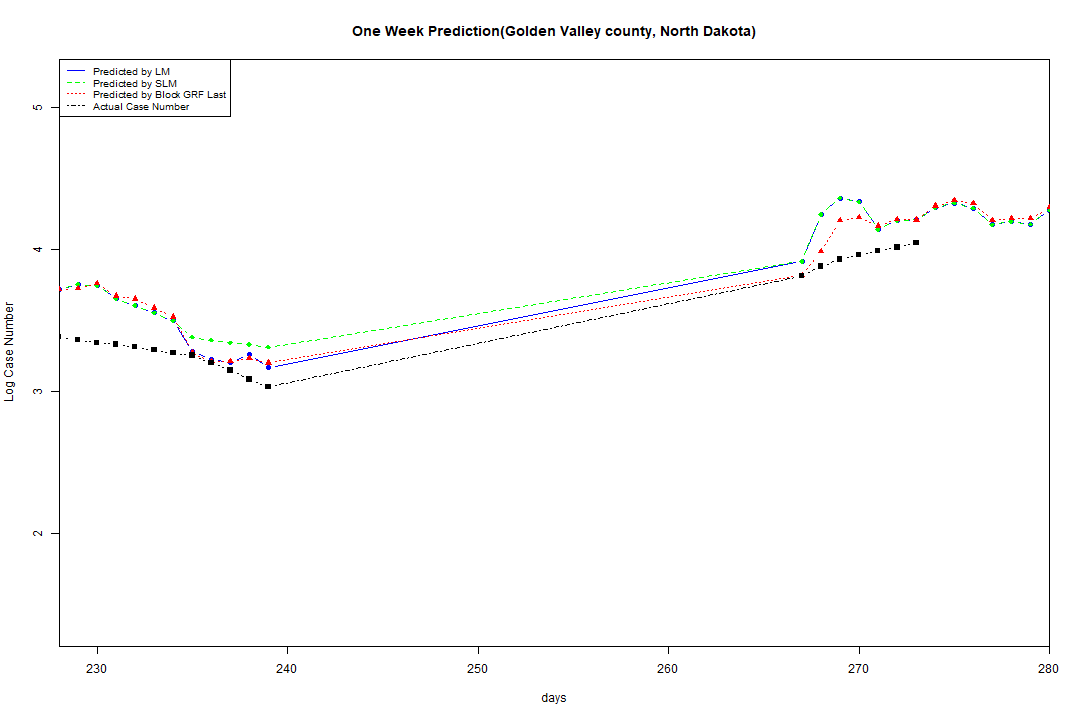 One Week Prediction(Golden Valley county, North Dakota)
Predicted by LM
Predicted by SLM
Predicted by Block GRF Last
Actual Case Number
5
4
3
2
Log Case Number
230 240 250 260 270 280
days